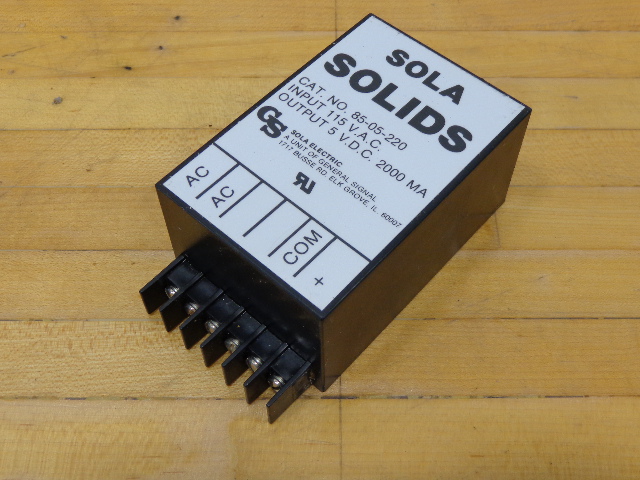 SOLA
SOLIDS
CAT. NO. 85-05-220
INPUT 115 V.A.C.
OUTPUT 5 V.D.C. 2000 MA
GS
SOLA ELECTRIC
A UNIT OF GENERAL SIGNAL
1717 BUSSE RD. ELK GROVE, IL. 60007
RU
AC
AC
COM
+